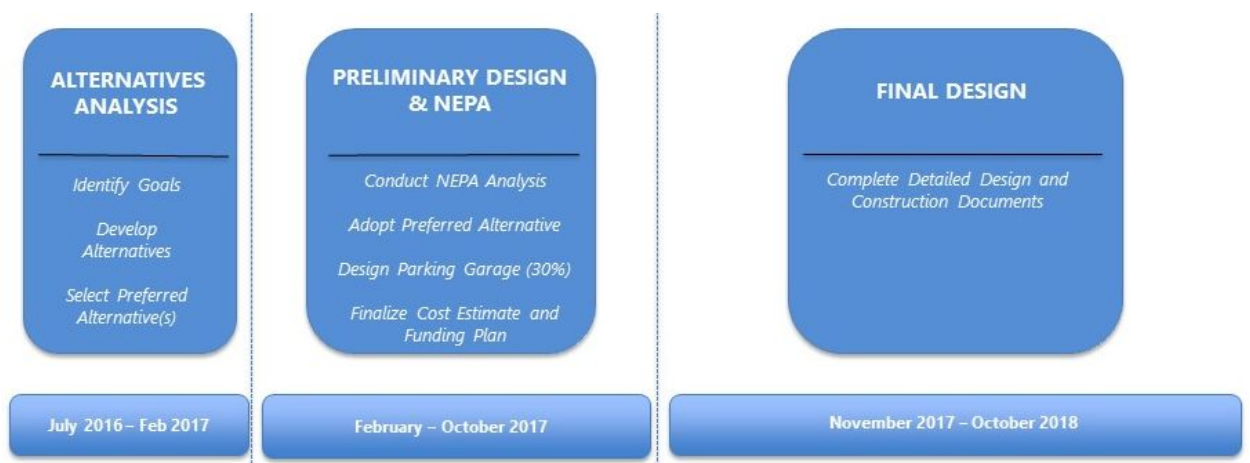 ALTERNATIVES
ANALYSIS
Identify Goals
Develop
Alternatives
Select Preferred
Alternative(s)
July 2016 – Feb 2017
PRELIMINARY DESIGN
& NEPA
Conduct NEPA Analysis
Adopt Preferred Alternative
Design Parking Garage (30%)
Finalize Cost Estimate and
Funding Plan
February – October 2017
FINAL DESIGN
Complete Detailed Design and
Construction Documents
November 2017 – October 2018